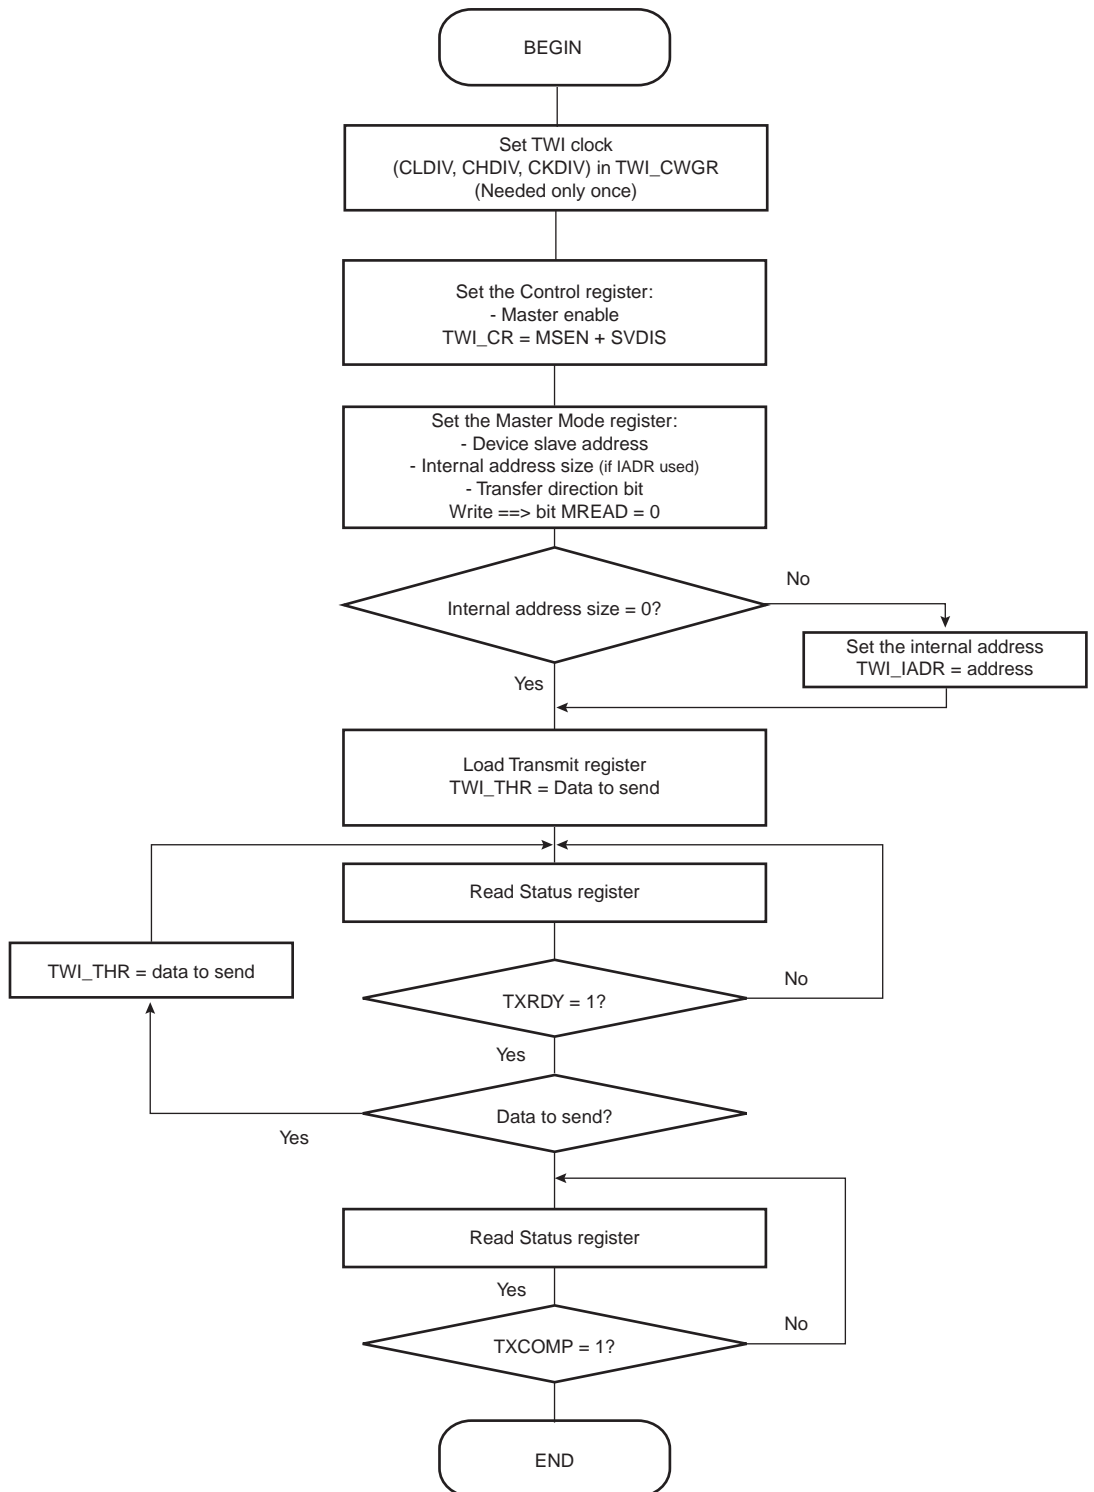 BEGIN
Set TWI clock
(CLDIV, CHDIV, CKDIV) in TWI_CWGR
(Needed only once)
Set the Control register:
- Master enable
TWI_CR = MSEN + SVDIS
Set the Master Mode register:
- Device slave address
- Internal address size (if IADR used)
- Transfer direction bit
Write ==> bit MREAD = 0
No
Internal address size = 0?
Set the internal address
TWI_IADR = address
Yes
Load Transmit register
TWI_THR = Data to send
Read Status register
TWI_THR = data to send
No
TXRDY = 1?
Yes
Data to send?
Yes
Read Status register
Yes
No
TXCOMP = 1?
END